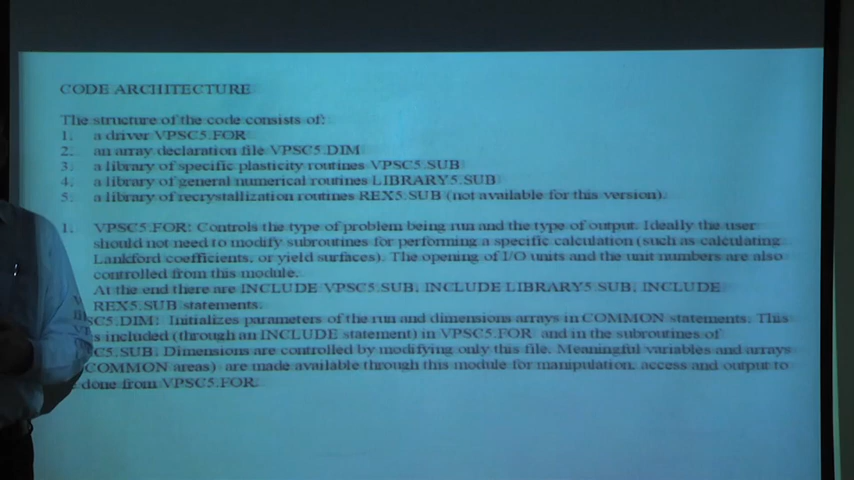 CODE ARCHITECTURE
The structure of the code consists of:
1. a driver VPSC5.FOR
2. an array declaration file VPSC5.DIM
3. a library of specific plasticity routines VPSC5.SUB
4. a library of general numerical routines LIBRARY5.SUB
5. a library of recrystallization routines REX5.SUB (not available for this version).
1. VPSC5.FOR: Controls the type of problem being run and the type of output. Ideally the user
should not need to modify subroutines for performing a specific calculation (such as calculating
Lankford coefficients, or yield surfaces). The opening of I/O units and the unit numbers are also
controlled from this module.
At the end there are INCLUDE VPSC5.SUB, INCLUDE LIBRARY5 SUB, INCLUDE
REX5.SUB statements.
SC5.DIM: Initializes parameters of the run and dimensions arrays in COMMON statements. This
s included (through an INCLUDE statement) in VPSC5.FOR and in the subroutines of
C5.SUB. Dimensions are controlled by modifying only this file. Meaningful variables and arrays
COMMON areas) are made available through this module for manipulation, access and output to
done from VPSC5.FOR.